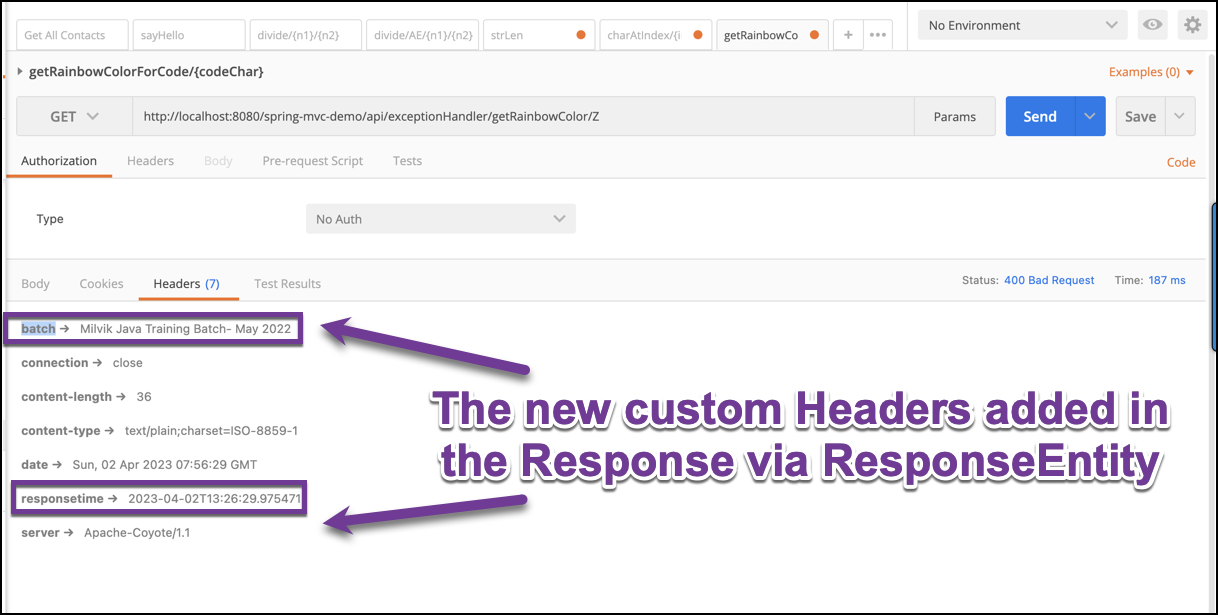 Get All Contacts sayHello divide/{n1}/{n2} divide/AE/{n1}/{n2} strLen charAtIndex/{i getRainbowCo + ••• No Environment
getRainbowColorForCode/{codeChar} Examples (0)
GET http://localhost:8080/spring-mvc-demo/api/exceptionHandler/getRainbowColor/Z Params Send Save
Authorization Headers Body Pre-request Script Tests Code
Type No Auth
Body Cookies Headers (7) Test Results Status: 400 Bad Request Time: 187 ms
batch → Milvik Java Training Batch- May 2022
connection → close
content-length → 36
The new custom Headers added in
content-type → text/plain;charset=ISO-8859-1
the Response via ResponseEntity
date → Sun, 02 Apr 2023 07:56:29 GMT
responsetime → 2023-04-02T13:26:29.975471
server → Apache-Coyote/1.1